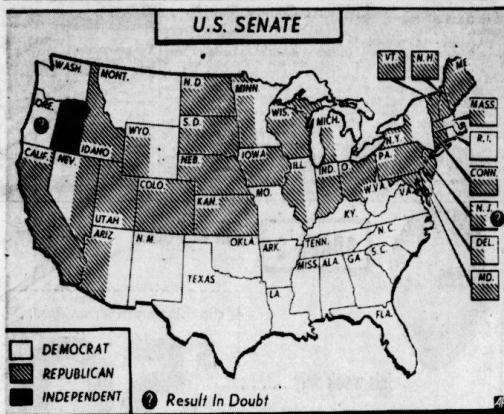 U.S. SENATE
WASH.
MONT.
N.D.
MINN.
VT.
N.H.
ME
ORE.
?
IDAHO
WYO.
S.D.
WIS.
MICH.
N.Y.
MASS.
R.I.
CALIF.
NEV.
NEB.
IOWA
ILL.
IND.
O.
PA.
CONN.
UTAH
COLO.
KAN.
MO.
W.VA.
VA.
KY.
N.J.
?
DEL.
MD.
ARIZ.
N.M.
OKLA.
ARK.
TENN.
N C
S.C.
TEXAS
LA.
MISS.
ALA.
GA
FLA.
DEMOCRAT
REPUBLICAN
INDEPENDENT
? Result In Doubt